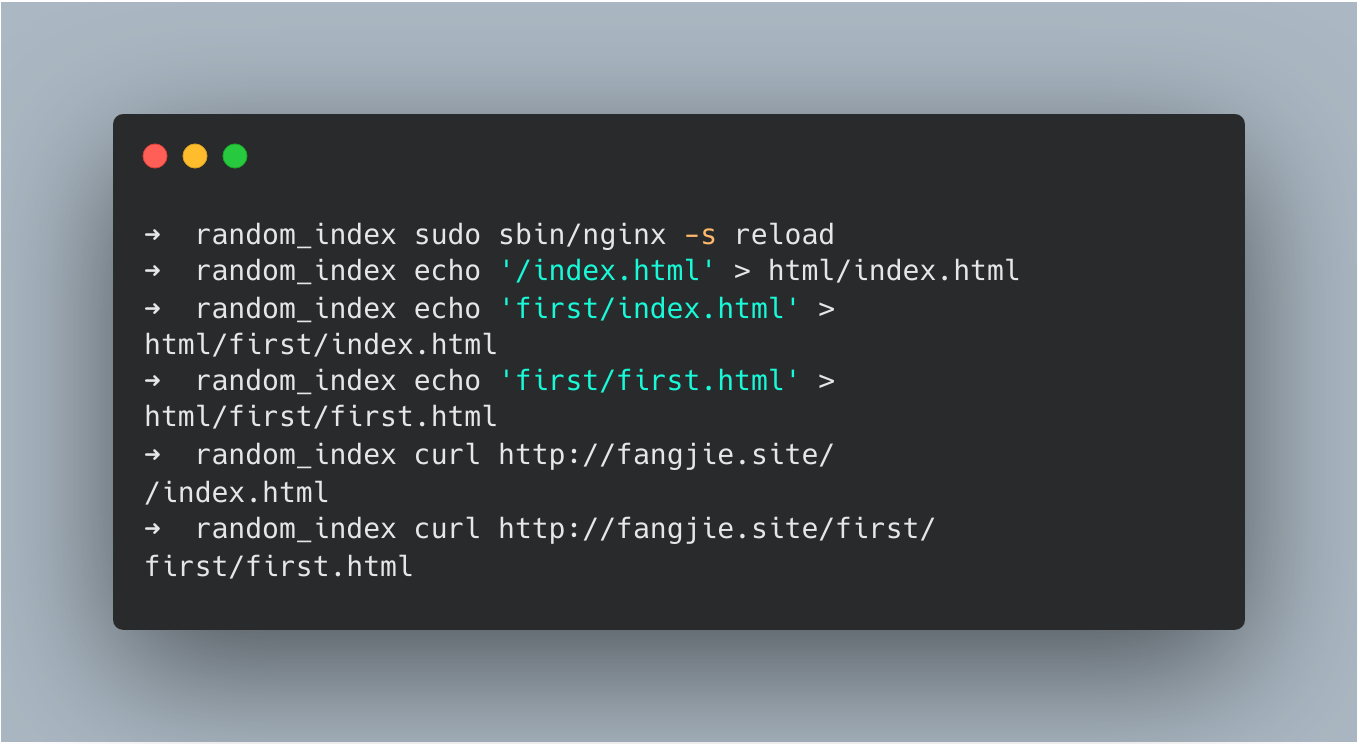 ➜  random_index sudo sbin/nginx -s reload
➜  random_index echo '/index.html' > html/index.html
➜  random_index echo 'first/index.html' >
html/first/index.html
➜  random_index echo 'first/first.html' >
html/first/first.html
➜  random_index curl http://fangjie.site/
/index.html
➜  random_index curl http://fangjie.site/first/
first/first.html